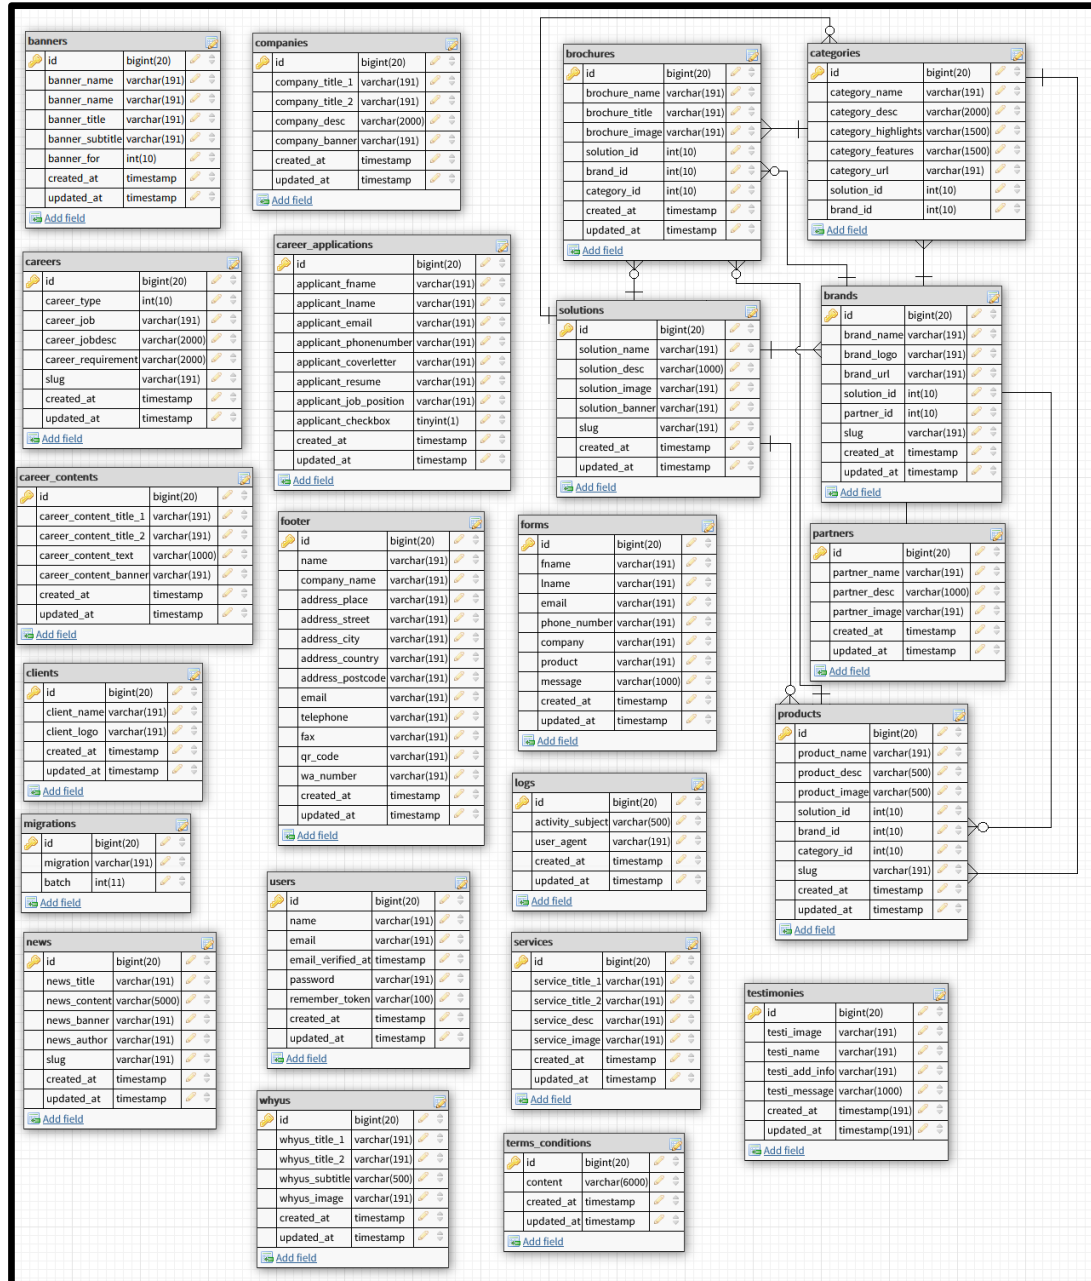 banners
id bigint(20)
banner_name varchar(191)
banner_name varchar(191)
banner_title varchar(191)
banner_subtitle varchar(191)
banner_for int(10)
created_at timestamp
updated_at timestamp
Add field
companies
id bigint(20)
company_title_1 varchar(191)
company_title_2 varchar(191)
company_desc varchar(2000)
company_banner varchar(191)
created_at timestamp
updated_at timestamp
Add field
brochures
id bigint(20)
brochure_name varchar(191)
brochure_title varchar(191)
brochure_image varchar(191)
solution_id int(10)
brand_id int(10)
category_id int(10)
created_at timestamp
updated_at timestamp
Add field
categories
id bigint(20)
category_name varchar(191)
category_desc varchar(2000)
category_highlights varchar(1500)
category_features varchar(1500)
category_url varchar(191)
solution_id int(10)
brand_id int(10)
Add field
careers
id bigint(20)
career_type int(10)
career_job varchar(191)
career_jobdesc varchar(2000)
career_requirement varchar(2000)
slug varchar(191)
created_at timestamp
updated_at timestamp
Add field
career_applications
id bigint(20)
applicant_fname varchar(191)
applicant_lname varchar(191)
applicant_email varchar(191)
applicant_phonenumber varchar(191)
applicant_coverletter varchar(191)
applicant_resume varchar(191)
applicant_job_position varchar(191)
applicant_checkbox tinyint(1)
created_at timestamp
updated_at timestamp
Add field
solutions
id bigint(20)
solution_name varchar(191)
solution_desc varchar(1000)
solution_image varchar(191)
solution_banner varchar(191)
slug varchar(191)
created_at timestamp
updated_at timestamp
Add field
brands
id bigint(20)
brand_name varchar(191)
brand_logo varchar(191)
brand_url varchar(191)
solution_id int(10)
partner_id int(10)
slug varchar(191)
created_at timestamp
updated_at timestamp
Add field
career_contents
id bigint(20)
career_content_title_1 varchar(191)
career_content_title_2 varchar(191)
career_content_text varchar(1000)
career_content_banner varchar(191)
created_at timestamp
updated_at timestamp
Add field
footer
id bigint(20)
name varchar(191)
company_name varchar(191)
address_place varchar(191)
address_street varchar(191)
address_city varchar(191)
address_country varchar(191)
address_postcode varchar(191)
email varchar(191)
telephone varchar(191)
fax varchar(191)
qr_code varchar(191)
wa_number varchar(191)
created_at timestamp
updated_at timestamp
Add field
forms
id bigint(20)
fname varchar(191)
lname varchar(191)
email varchar(191)
phone_number varchar(191)
company varchar(191)
product varchar(191)
message varchar(1000)
created_at timestamp
updated_at timestamp
Add field
partners
id bigint(20)
partner_name varchar(191)
partner_desc varchar(1000)
partner_image varchar(191)
created_at timestamp
updated_at timestamp
Add field
clients
id bigint(20)
client_name varchar(191)
client_logo varchar(191)
created_at timestamp
updated_at timestamp
Add field
products
id bigint(20)
product_name varchar(191)
product_desc varchar(500)
product_image varchar(500)
solution_id int(10)
brand_id int(10)
category_id int(10)
slug varchar(191)
created_at timestamp
updated_at timestamp
Add field
migrations
id bigint(20)
migration varchar(191)
batch int(11)
Add field
logs
id bigint(20)
activity_subject varchar(500)
user_agent varchar(191)
created_at timestamp
updated_at timestamp
Add field
users
id bigint(20)
name varchar(191)
email varchar(191)
email_verified_at timestamp
password varchar(191)
remember_token varchar(100)
created_at timestamp
updated_at timestamp
Add field
news
id bigint(20)
news_title varchar(191)
news_content varchar(5000)
news_banner varchar(191)
news_author varchar(191)
slug varchar(191)
created_at timestamp
updated_at timestamp
Add field
services
id bigint(20)
service_title_1 varchar(191)
service_title_2 varchar(191)
service_desc varchar(191)
service_image varchar(191)
created_at timestamp
updated_at timestamp
Add field
testimonies
id bigint(20)
testi_image varchar(191)
testi_name varchar(191)
testi_add_info varchar(191)
testi_message varchar(1000)
created_at timestamp(191)
updated_at timestamp(191)
Add field
whyus
id bigint(20)
whyus_title_1 varchar(191)
whyus_title_2 varchar(191)
whyus_subtitle varchar(500)
whyus_image varchar(191)
created_at timestamp
updated_at timestamp
Add field
terms_conditions
id bigint(20)
content varchar(6000)
created_at timestamp
updated_at timestamp
Add field